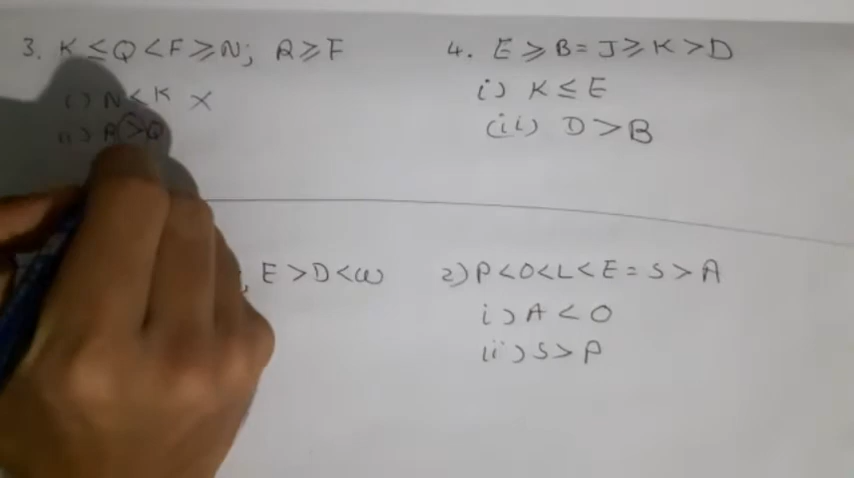 3. K ≤ Q < F ≥ N; R ≥ F
i) N < K ×
ii) R > Q
4. E ≥ B = J ≥ K > D
i) K ≤ E
(ii) D > B
, E > D < W
2) P < O < L < E = S > A
i) A < O
ii) S > P